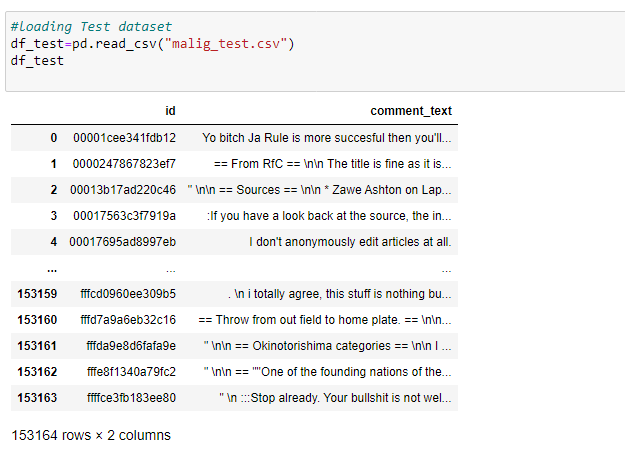 #Loading Test dataset
df_test=pd.read_csv("malig_test.csv")
df_test
id comment_text
0 00001cee341fdb12 Yo bitch Ja Rule is more succesful then you'll...
1 0000247867823ef7 == From RfC == \n\n The title is fine as it is...
2 00013b17ad220c46 " \n\n == Sources == \n\n * Zawe Ashton on Lap...
3 00017563c3f7919a :If you have a look back at the source, the in...
4 00017695ad8997eb I don't anonymously edit articles at all.
... ... ...
153159 fffcd0960ee309b5 . \n i totally agree, this stuff is nothing bu...
153160 fffd7a9a6eb32c16 == Throw from out field to home plate. == \n\n...
153161 fffda9e8d6fafa9e " \n\n == Okinotorishima categories == \n\n I ...
153162 fffe8f1340a79fc2 " \n\n == ""One of the founding nations of the...
153163 ffffce3fb183ee80 " \n :::Stop already. Your bullshit is not wel...
153164 rows × 2 columns